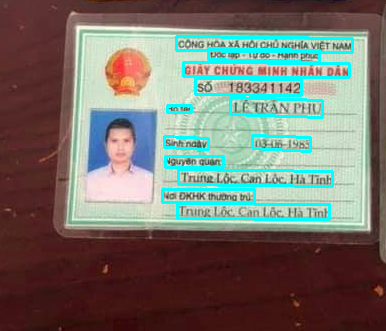 CỘNG HÒA XÃ HỘI CHỦ NGHĨA VIỆT NAM
Độc lập - Tự do - Hạnh phúc
GIẤY CHỨNG MINH NHÂN DÂN
SỐ 183341142
Họ tên LÊ TRẦN PHU
Sinh ngày 03-06-1983
Nguyên quán:
Trung Lộc, Can Lộc, Hà Tĩnh
Nơi ĐKHK thường trú:
Trung Lộc, Can Lộc, Hà Tĩnh